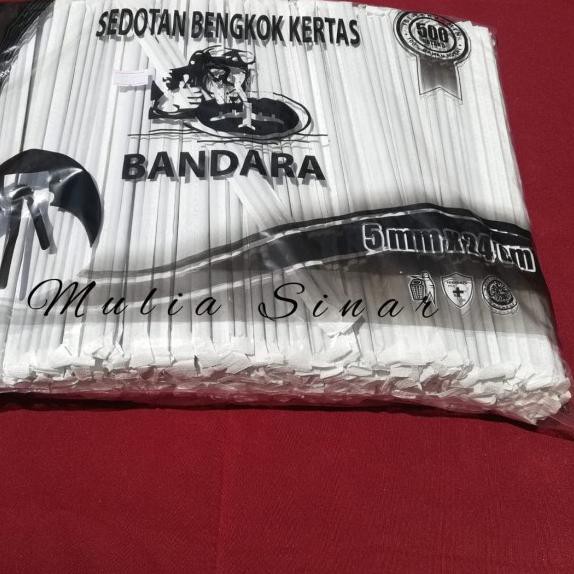 SEDOTAN BENGKOK KERTAS
500
BANDARA
5 mm X 24 cm
Mulia Sinar